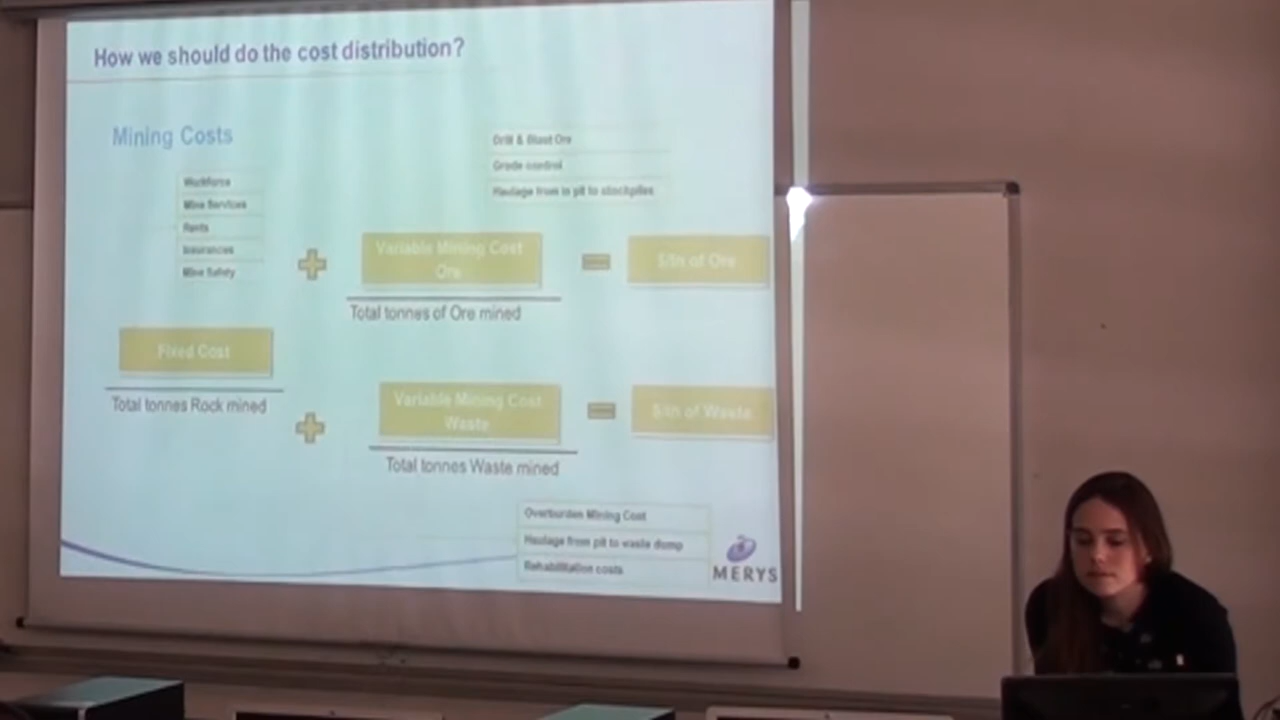 How we should do the cost distribution?
Mining Costs
Drill & Blast Ore
Grade control
Haulage from in pit to stockpiles
Workforce
Mine Services
Rents
Insurances
Mine Safety
Variable Mining Cost
Ore
$/tn of Ore
Total tonnes of Ore mined
Fixed Cost
Total tonnes Rock mined
Variable Mining Cost
Waste
$/tn of Waste
Total tonnes Waste mined
Overburden Mining Cost
Haulage from pit to waste dump
Rehabilitation costs
MERYS